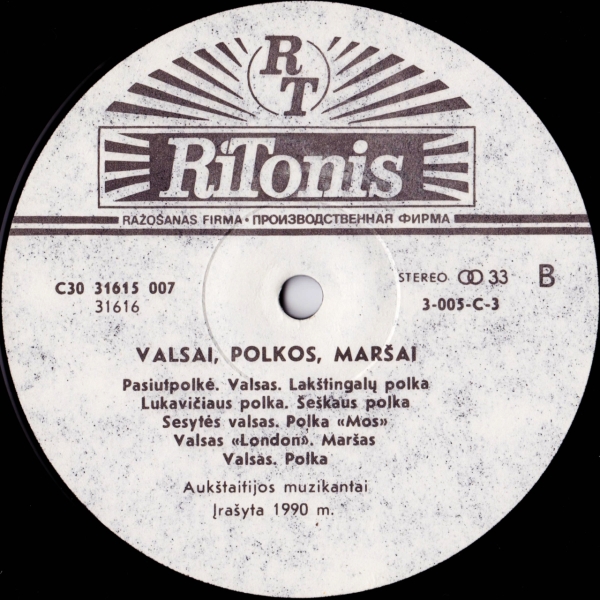 RT
RiTonis
RAŽOŠANAS FIRMA • ПРОИЗВОДСТВЕННАЯ ФИРМА
C30 31615 007
31616
STEREO 33 B
3-005-C-3
VALSAI, POLKOS, MARŠAI
Pasiutpolkė. Valsas. Lakštingalų polka
Lukavičiaus polka. Šeškaus polka
Sesytės valsas. Polka «Mos»
Valsas «London». Maršas
Valsas. Polka
Aukštaitijos muzikantai
Įrašyta 1990 m.